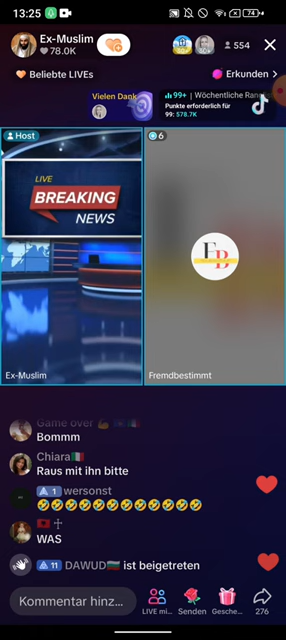 13:25
74
Ex-Muslim
78.0K
554
Beliebte LIVEs
Erkunden
Vielen Dank
99+ | Wöchentliche Rang
Punkte erforderlich für
99: 578.7K
Host
6
LIVE
BREAKING
NEWS
F
B
Ex-Muslim
Fremdbestimmt
Game over
Bommm
Chiara
Raus mit ihn bitte
1 wersonst
WAS
11 DAWUD ist beigetreten
Kommentar hinz...
LIVE mi...
Senden
Gesche...
276